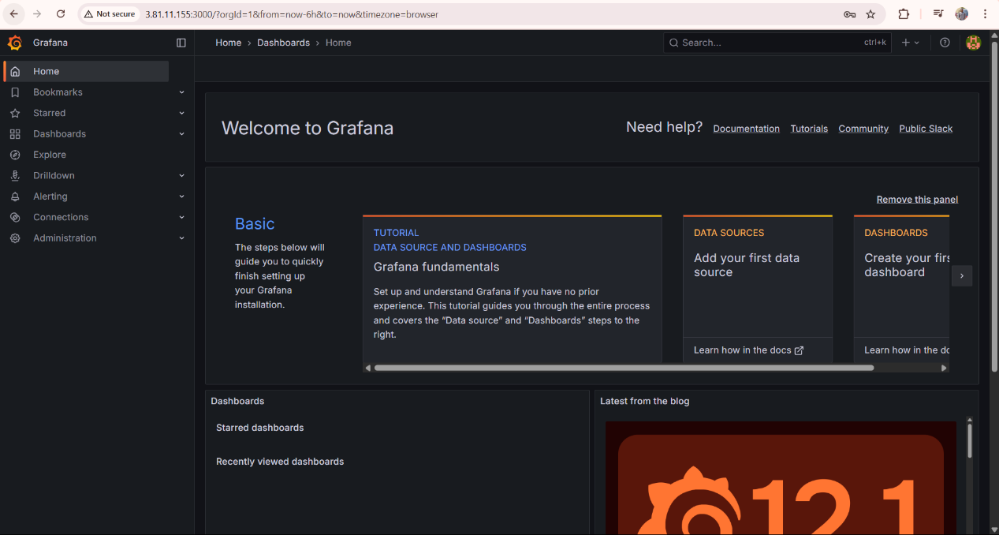 Not secure
3.81.11.155:3000/?orgId=1&from=now-6h&to=now&timezone=browser
Grafana
Home › Dashboards › Home
Search...
ctrl+k
Home
Bookmarks
Starred
Dashboards
Explore
Drilldown
Alerting
Connections
Administration
Welcome to Grafana
Need help?
Documentation
Tutorials
Community
Public Slack
Remove this panel
Basic
The steps below will
guide you to quickly
finish setting up
your Grafana
installation.
TUTORIAL
DATA SOURCE AND DASHBOARDS
Grafana fundamentals
Set up and understand Grafana if you have no prior
experience. This tutorial guides you through the entire process
and covers the “Data source” and “Dashboards” steps to the
right.
DATA SOURCES
Add your first data
source
Learn how in the docs
DASHBOARDS
Create your firs
dashboard
Learn how in the do
Dashboards
Starred dashboards
Recently viewed dashboards
Latest from the blog
12.1